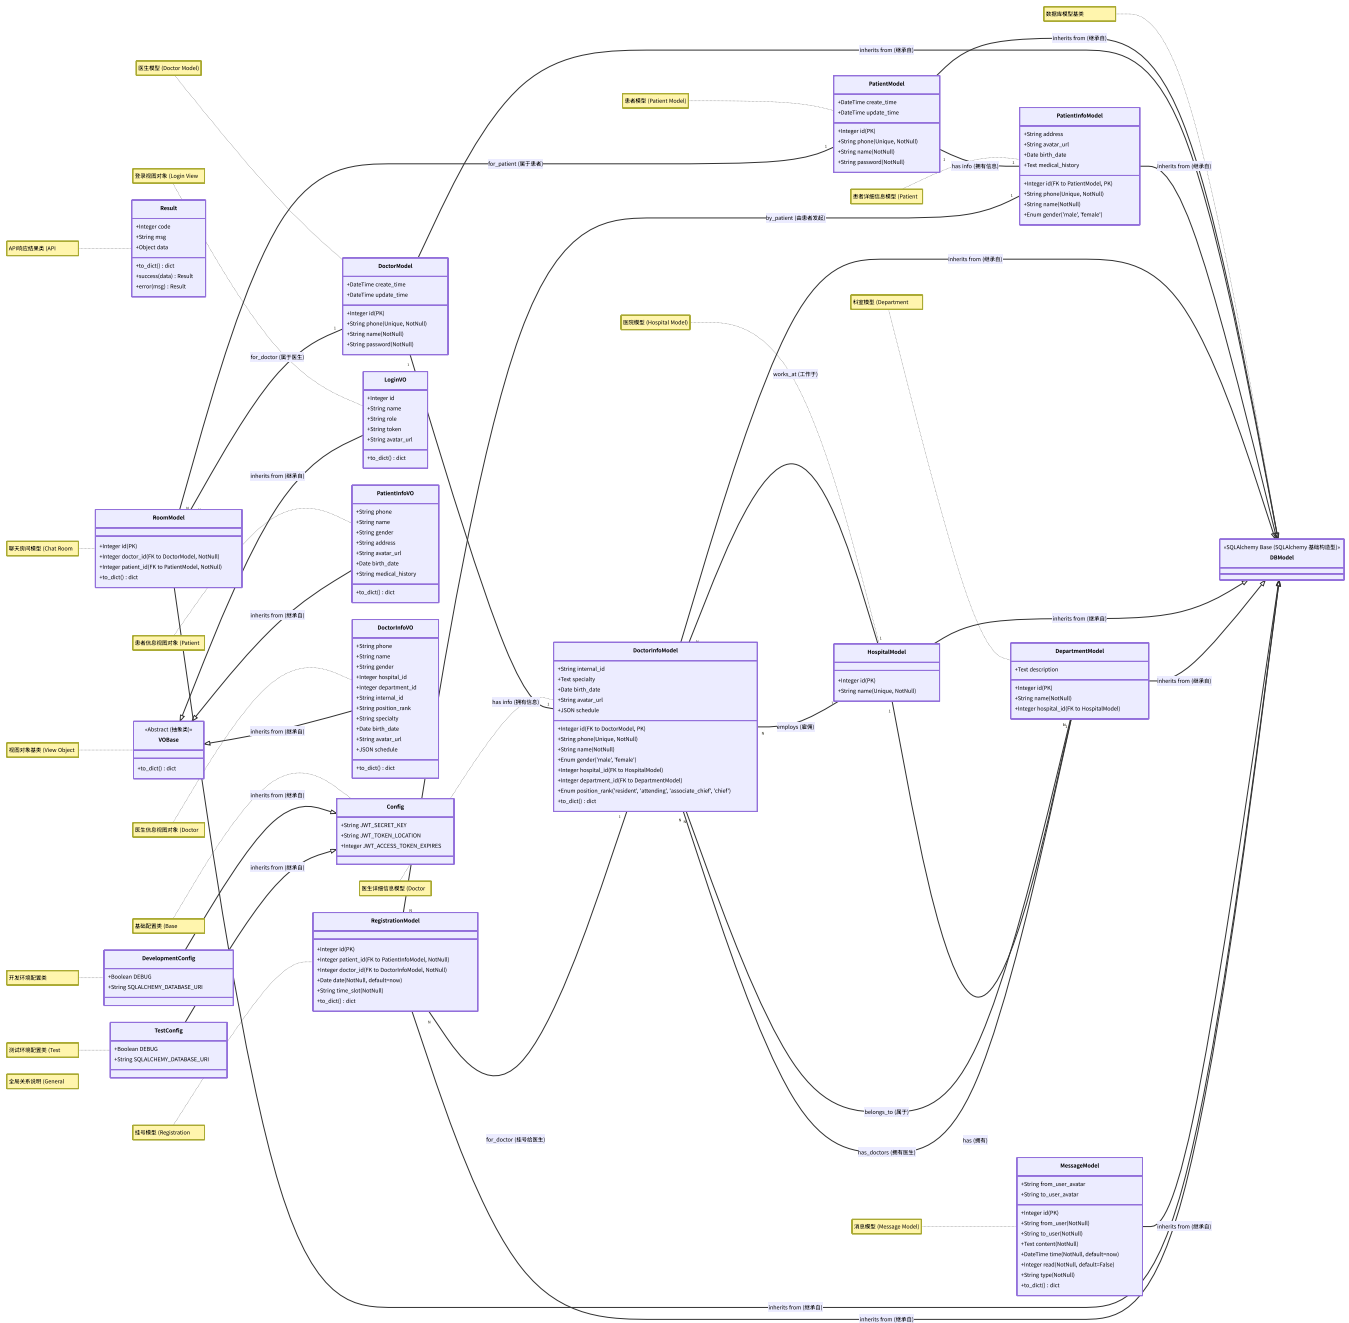 数据库模型基类
inherits from (继承自)
inherits from (继承自)
医生模型 (Doctor Model)
患者模型 (Patient Model)
PatientModel
+DateTime create_time
+DateTime update_time
+Integer id(PK)
+String phone(Unique, NotNull)
+String name(NotNull)
+String password(NotNull)
PatientInfoModel
+String address
+String avatar_url
+Date birth_date
+Text medical_history
+Integer id(FK to PatientModel, PK)
+String phone(Unique, NotNull)
+String name(NotNull)
+Enum gender('male', 'female')
1
for_patient (属于患者)
1
has info (拥有信息)
1
inherits from (继承自)
登录视图对象 (Login View
患者详细信息模型 (Patient
1
by_patient (由患者发起)
Result
+Integer code
+String msg
+Object data
+to_dict() : dict
+success(data) : Result
+error(msg) : Result
API响应结果类 (API
DoctorModel
+DateTime create_time
+DateTime update_time
+Integer id(PK)
+String phone(Unique, NotNull)
+String name(NotNull)
+String password(NotNull)
inherits from (继承自)
医院模型 (Hospital Model)
科室模型 (Department
1
for_doctor (属于医生)
1
works_at (工作于)
LoginVO
+Integer id
+String name
+String role
+String token
+String avatar_url
+to_dict() : dict
inherits from (继承自)
PatientInfoVO
+String phone
+String name
+String gender
+String address
+String avatar_url
+Date birth_date
+String medical_history
+to_dict() : dict
N
RoomModel
+Integer id(PK)
+Integer doctor_id(FK to DoctorModel, NotNull)
+Integer patient_id(FK to PatientModel, NotNull)
+to_dict() : dict
聊天房间模型 (Chat Room
<<SQLAlchemy Base (SQLAlchemy 基础构造型)>>
DBModel
inherits from (继承自)
inherits from (继承自)
患者信息视图对象 (Patient
DoctorInfoVO
+String phone
+String name
+String gender
+Integer hospital_id
+Integer department_id
+String internal_id
+String position_rank
+String specialty
+Date birth_date
+String avatar_url
+JSON schedule
+to_dict() : dict
DoctorInfoModel
+String internal_id
+Text specialty
+Date birth_date
+String avatar_url
+JSON schedule
+Integer id(FK to DoctorModel, PK)
+String phone(Unique, NotNull)
+String name(NotNull)
+Enum gender('male', 'female')
+Integer hospital_id(FK to HospitalModel)
+Integer department_id(FK to DepartmentModel)
+Enum position_rank('resident', 'attending', 'associate_chief', 'chief')
+to_dict() : dict
1
HospitalModel
+Integer id(PK)
+String name(Unique, NotNull)
DepartmentModel
+Text description
+Integer id(PK)
+String name(NotNull)
+Integer hospital_id(FK to HospitalModel)
inherits from (继承自)
has info (拥有信息)
1
1
N
employs (雇佣)
N
<<Abstract (抽象类)>>
VOBase
+to_dict() : dict
视图对象基类 (View Object
inherits from (继承自)
inherits from (继承自)
Config
+String JWT_SECRET_KEY
+String JWT_TOKEN_LOCATION
+Integer JWT_ACCESS_TOKEN_EXPIRES
医生信息视图对象 (Doctor
1
N
N
inherits from (继承自)
医生详细信息模型 (Doctor
基础配置类 (Base
N
RegistrationModel
+Integer id(PK)
+Integer patient_id(FK to PatientInfoModel, NotNull)
+Integer doctor_id(FK to DoctorInfoModel, NotNull)
+Date date(NotNull, default=now)
+String time_slot(NotNull)
+to_dict() : dict
N
DevelopmentConfig
+Boolean DEBUG
+String SQLALCHEMY_DATABASE_URI
开发环境配置类
TestConfig
+Boolean DEBUG
+String SQLALCHEMY_DATABASE_URI
测试环境配置类 (Test
全局关系说明 (General
挂号模型 (Registration
belongs_to (属于)
for_doctor (挂号给医生)
has (拥有)
has_doctors (拥有医生)
MessageModel
+String from_user_avatar
+String to_user_avatar
+Integer id(PK)
+String from_user(NotNull)
+String to_user(NotNull)
+Text content(NotNull)
+DateTime time(NotNull, default=now)
+Integer read(NotNull, default=False)
+String type(NotNull)
+to_dict() : dict
消息模型 (Message Model)
inherits from (继承自)
inherits from (继承自)
inherits from (继承自)